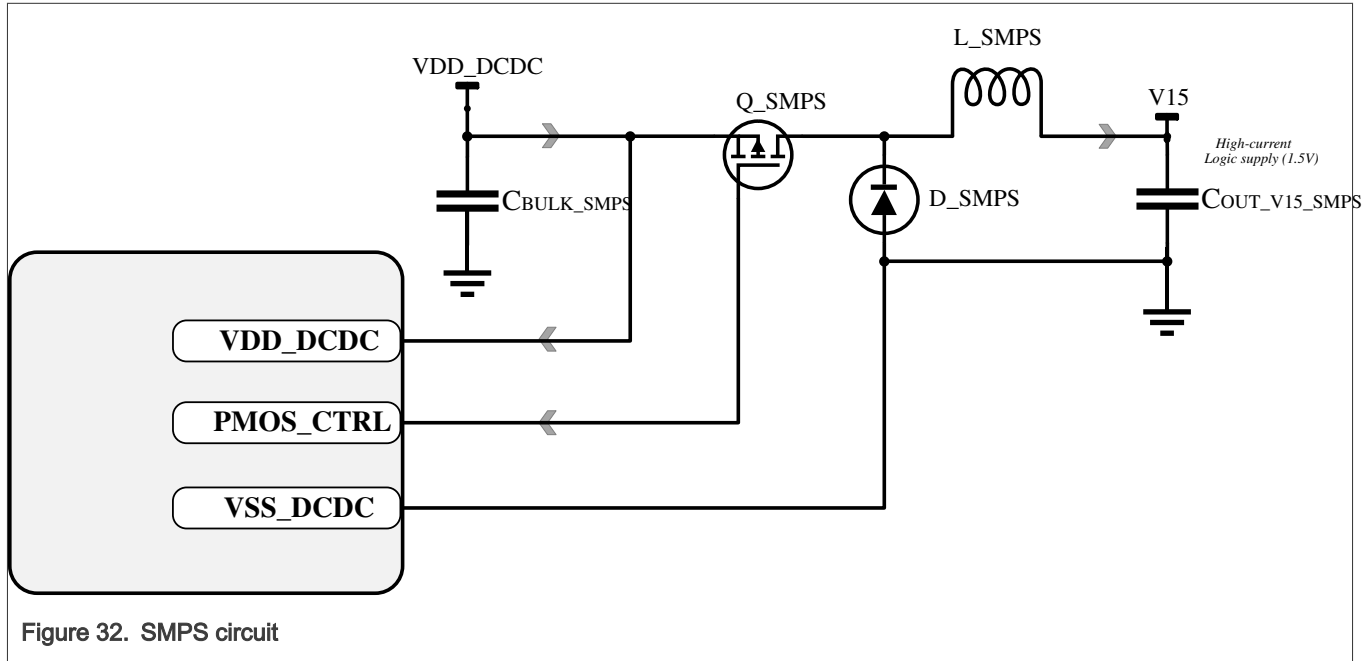 L_SMPS
VDD_DCDC
Q_SMPS
V15
High-current
Logic supply (1.5V)
CBULK_SMPS
D_SMPS
COUT_V15_SMPS
VDD_DCDC
PMOS_CTRL
VSS_DCDC
Figure 32. SMPS circuit